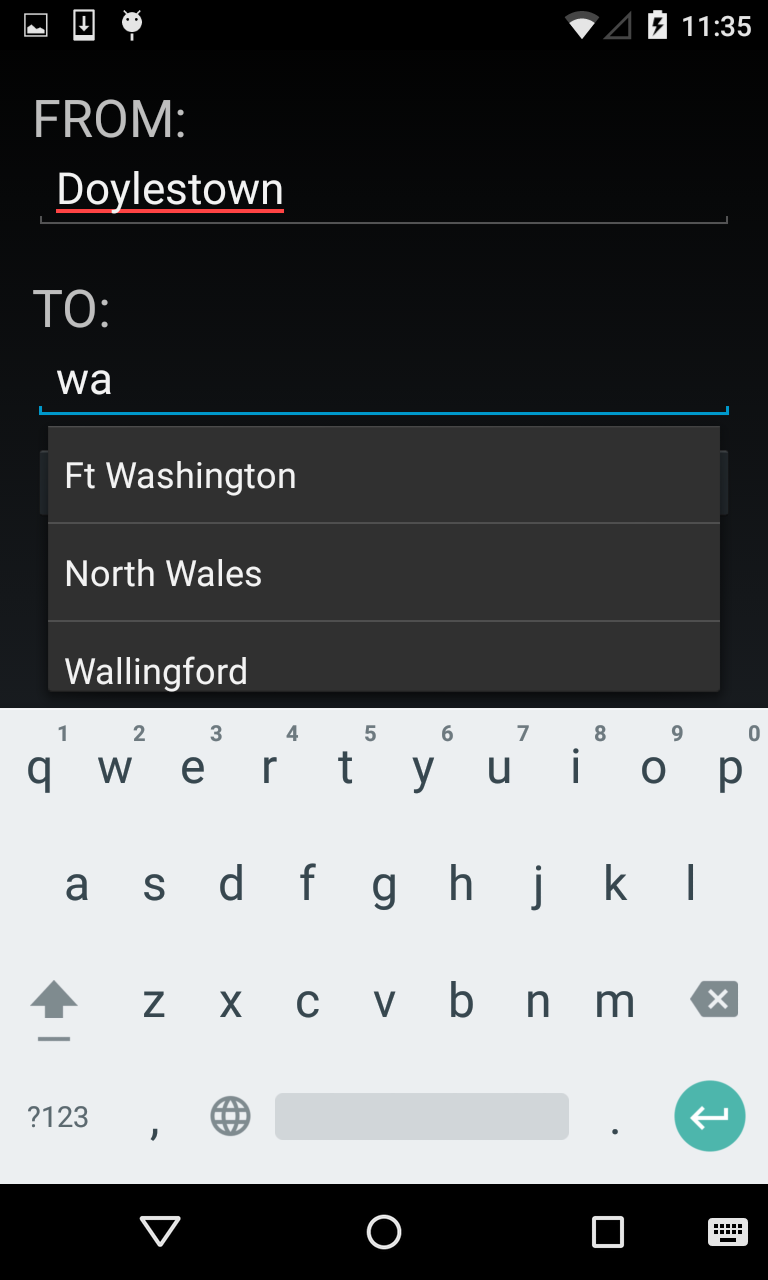 11:35
FROM:
Doylestown
TO:
wa
Ft Washington
North Wales
Wallingford
1 2 3 4 5 6 7 8 9 0
q w e r t y u i o p
a s d f g h j k l
z x c v b n m
?123 , .